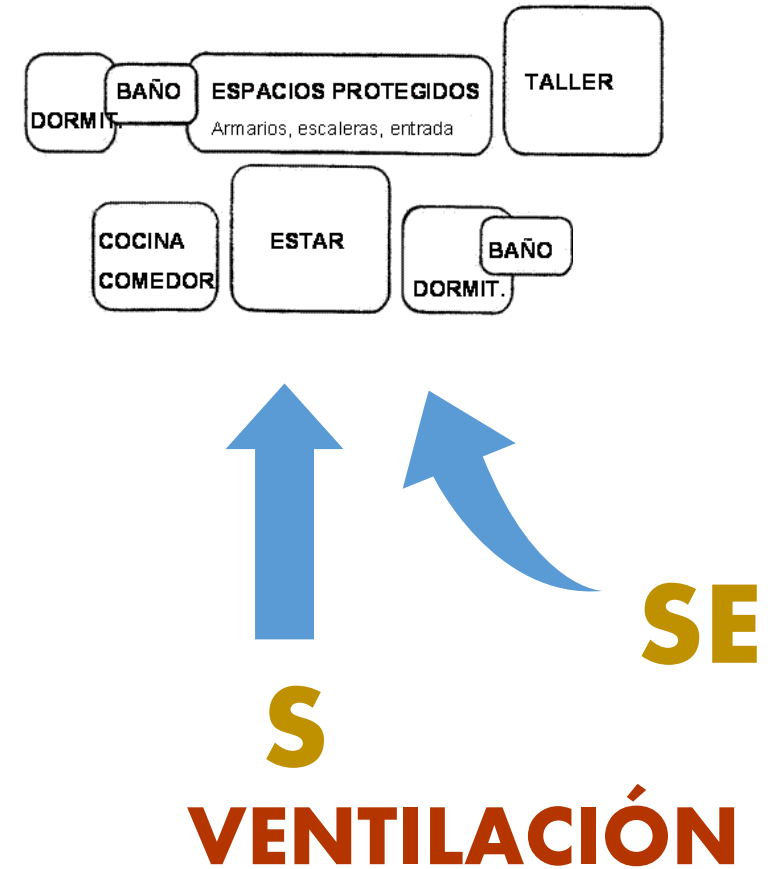 TALLER
DORMIT.
BAÑO
ESPACIOS PROTEGIDOS
Armarios, escaleras, entrada
COCINA
COMEDOR
ESTAR
DORMIT.
BAÑO
SE
S
VENTILACIÓN